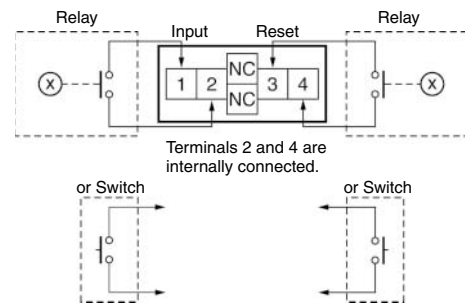 Relay
Input
Reset
Relay
X
1
2
NC
NC
3
4
X
Terminals 2 and 4 are
internally connected.
or Switch
or Switch